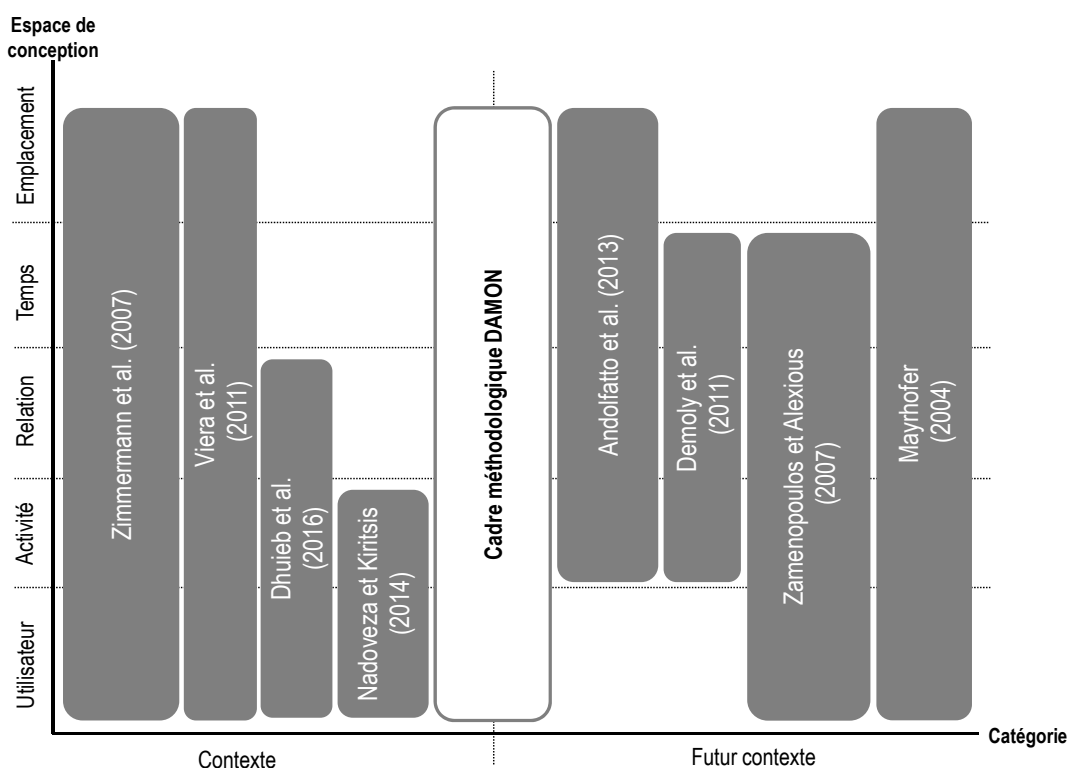 Espace de
conception
Emplacement
Temps
Relation
Activité
Utilisateur
Zimmermann et al. (2007)
Viera et al.
(2011)
Dhuieb et al.
(2016)
Nadoveza et Kiritsis
(2014)
Cadre méthodologique DAMON
Andolfatto et al. (2013)
Demoly et al.
(2011)
Zamenopoulos et Alexious
(2007)
Mayrhofer
(2004)
Catégorie
Contexte
Futur contexte